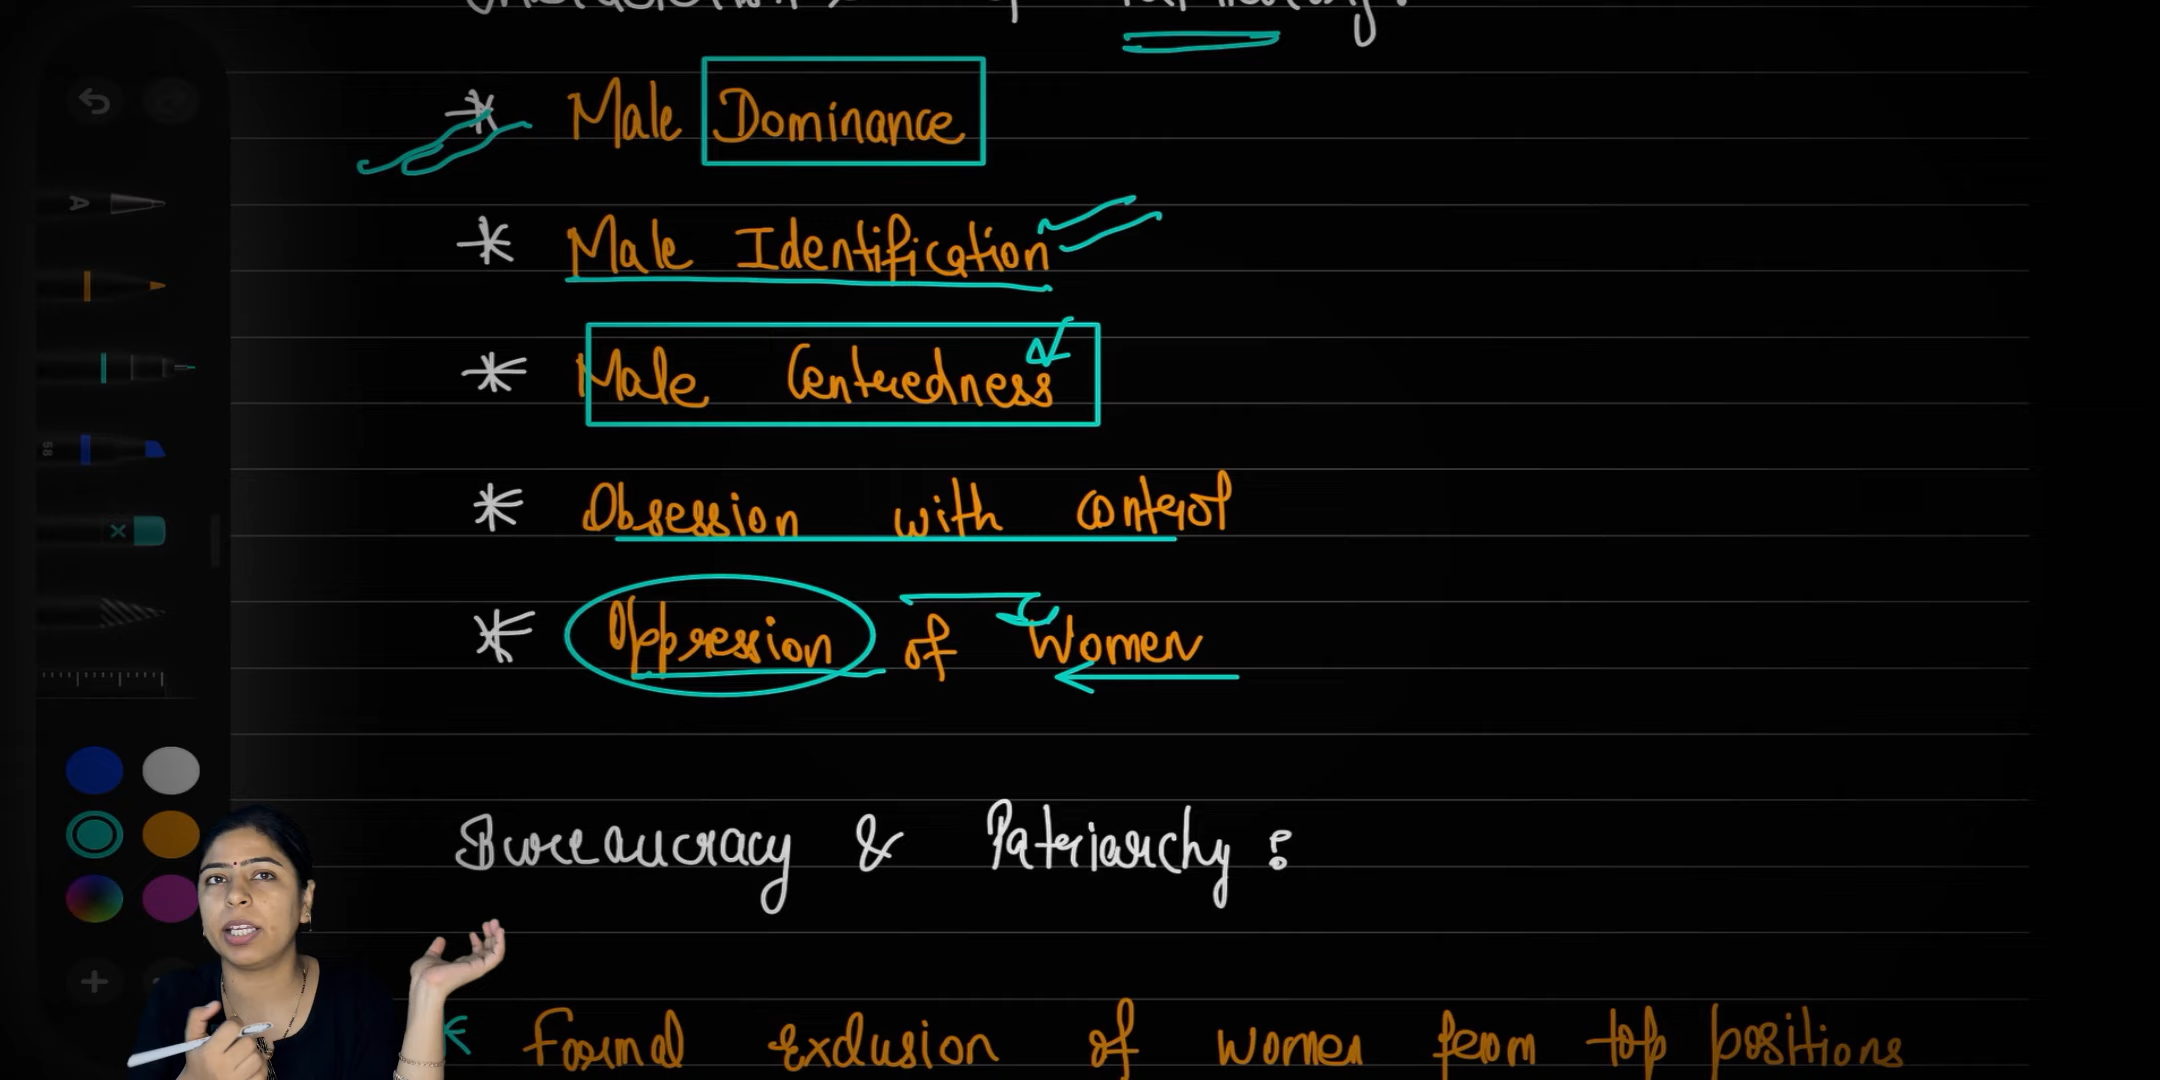 * Male Dominance
* Male Identification
* Male Centeredness
* Obsession with control
* Oppression of Women
Bureaucracy & Patriarchy :
* Formal exclusion of women from top positions